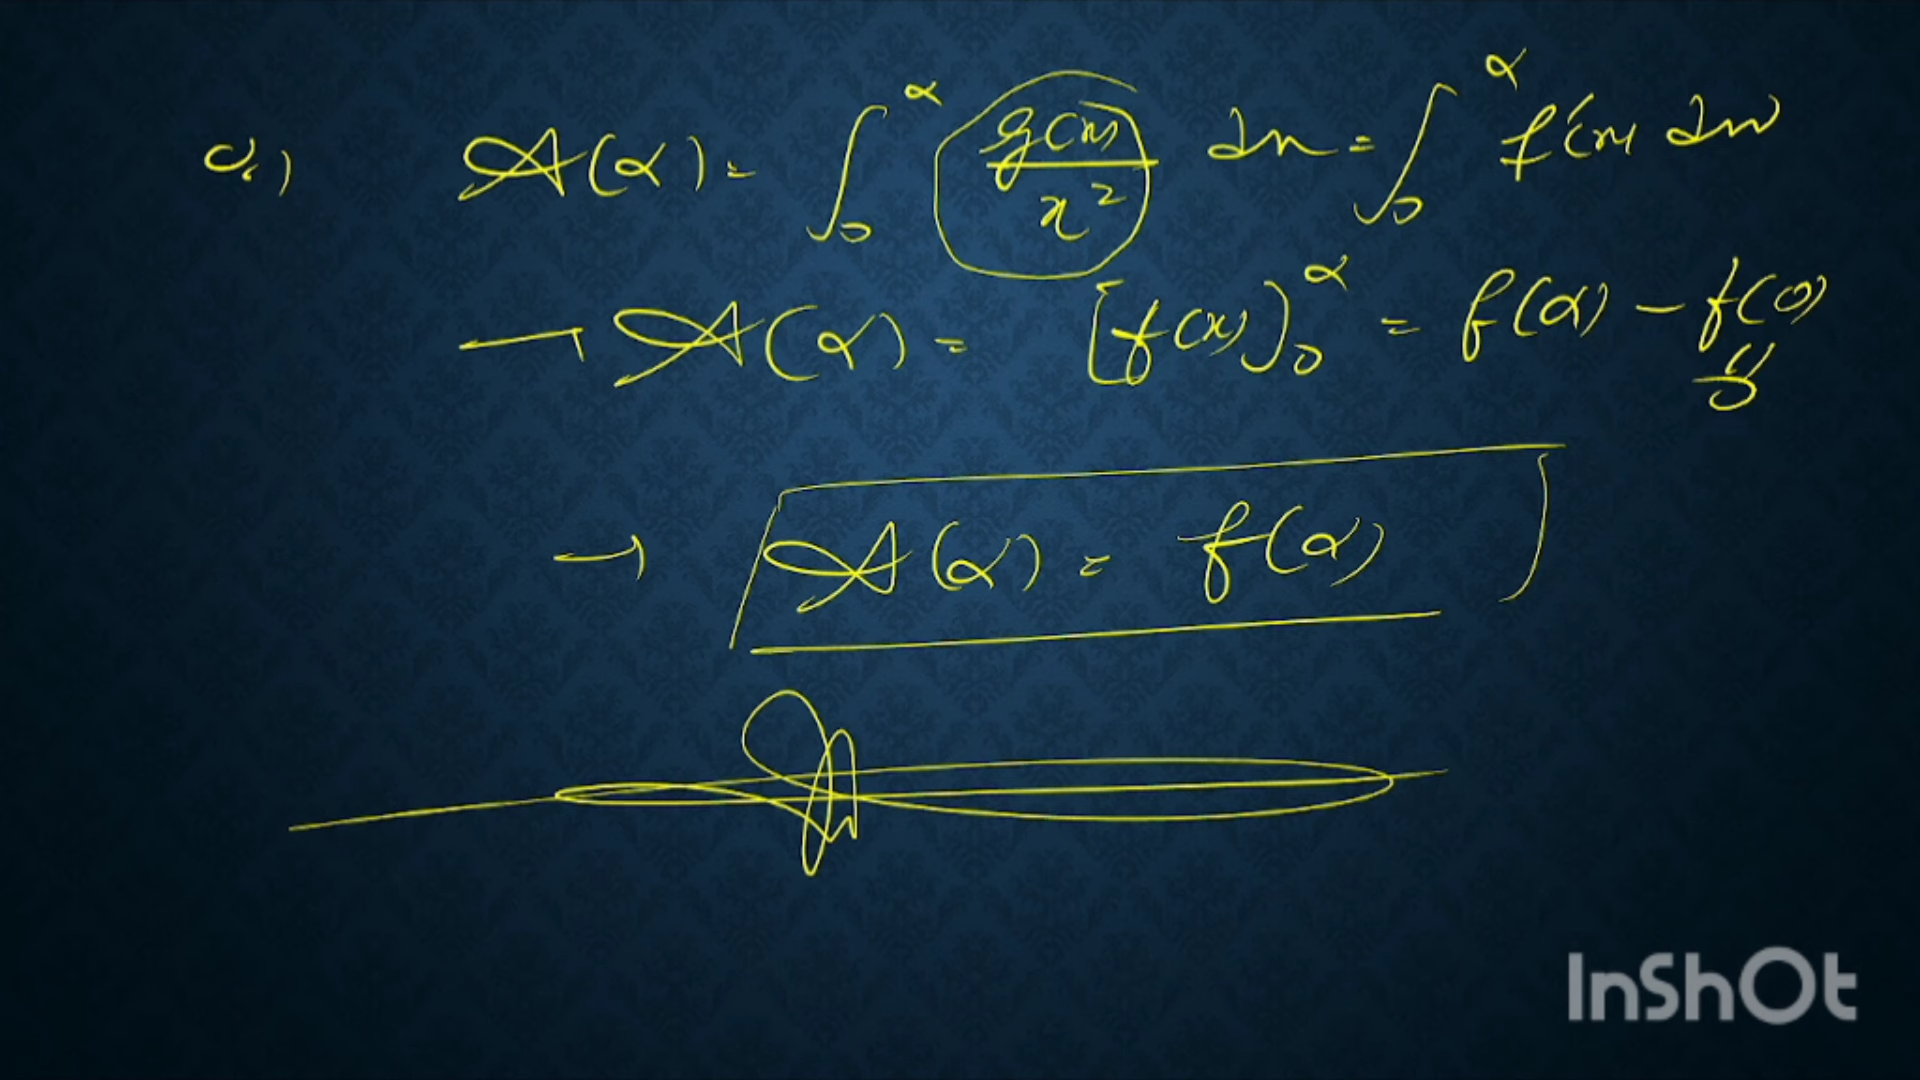 c.) A(α) = ∫₀^α g(x)/x² dx = ∫₀^α f'(x) dx
→ A(α) = [f(x)]₀^α = f(α) - f(0)
"
0
→ A(α) = f(α)
InShOt